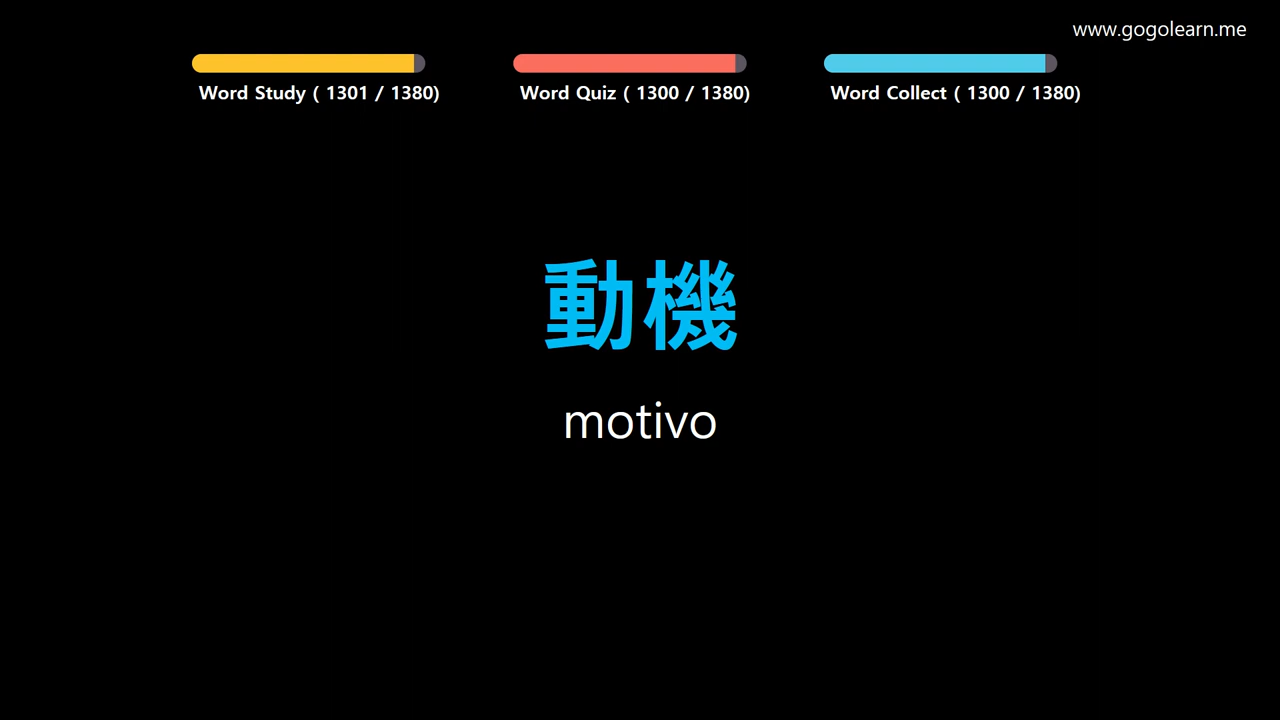 www.gogolearn.me
Word Study ( 1301 / 1380)
Word Quiz ( 1300 / 1380)
Word Collect ( 1300 / 1380)
動機
motivo